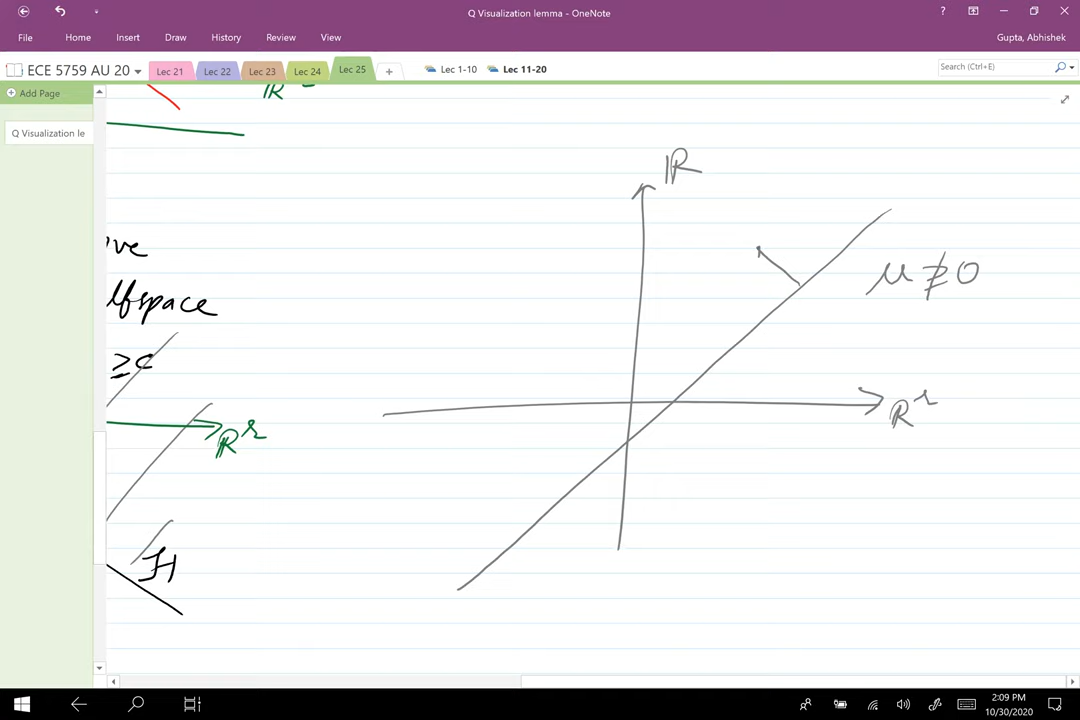 Q Visualization lemma - OneNote
?
File Home Insert Draw History Review View
Gupta, Abhishek
ECE 5759 AU 20 Lec 21 Lec 22 Lec 23 Lec 24 Lec 25 + Lec 1-10 Lec 11-20
Search (Ctrl+E)
Add Page
Q Visualization le
ℝ
ve
lfspace
≥ c
ℝ^r
H
ℝ
μ ≱ 0
ℝ^r
2:09 PM
10/30/2020